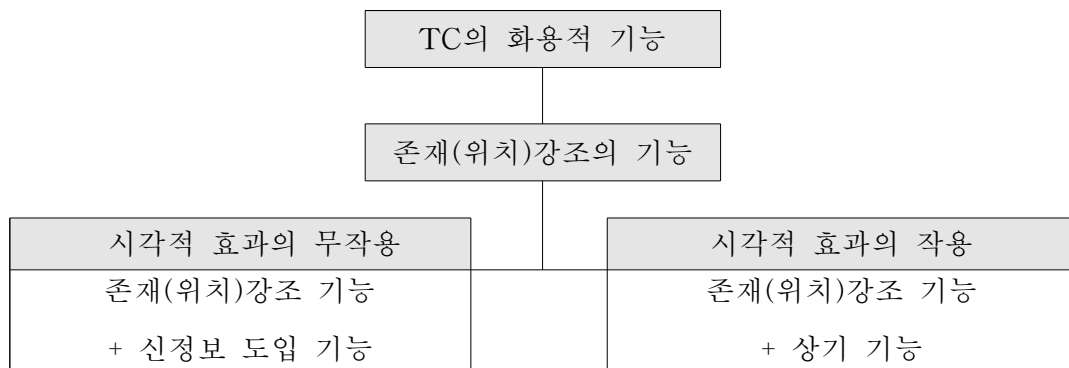 TC의 화용적 기능
존재(위치)강조의 기능
시각적 효과의 무작용
존재(위치)강조 기능
+ 신정보 도입 기능
시각적 효과의 작용
존재(위치)강조 기능
+ 상기 기능